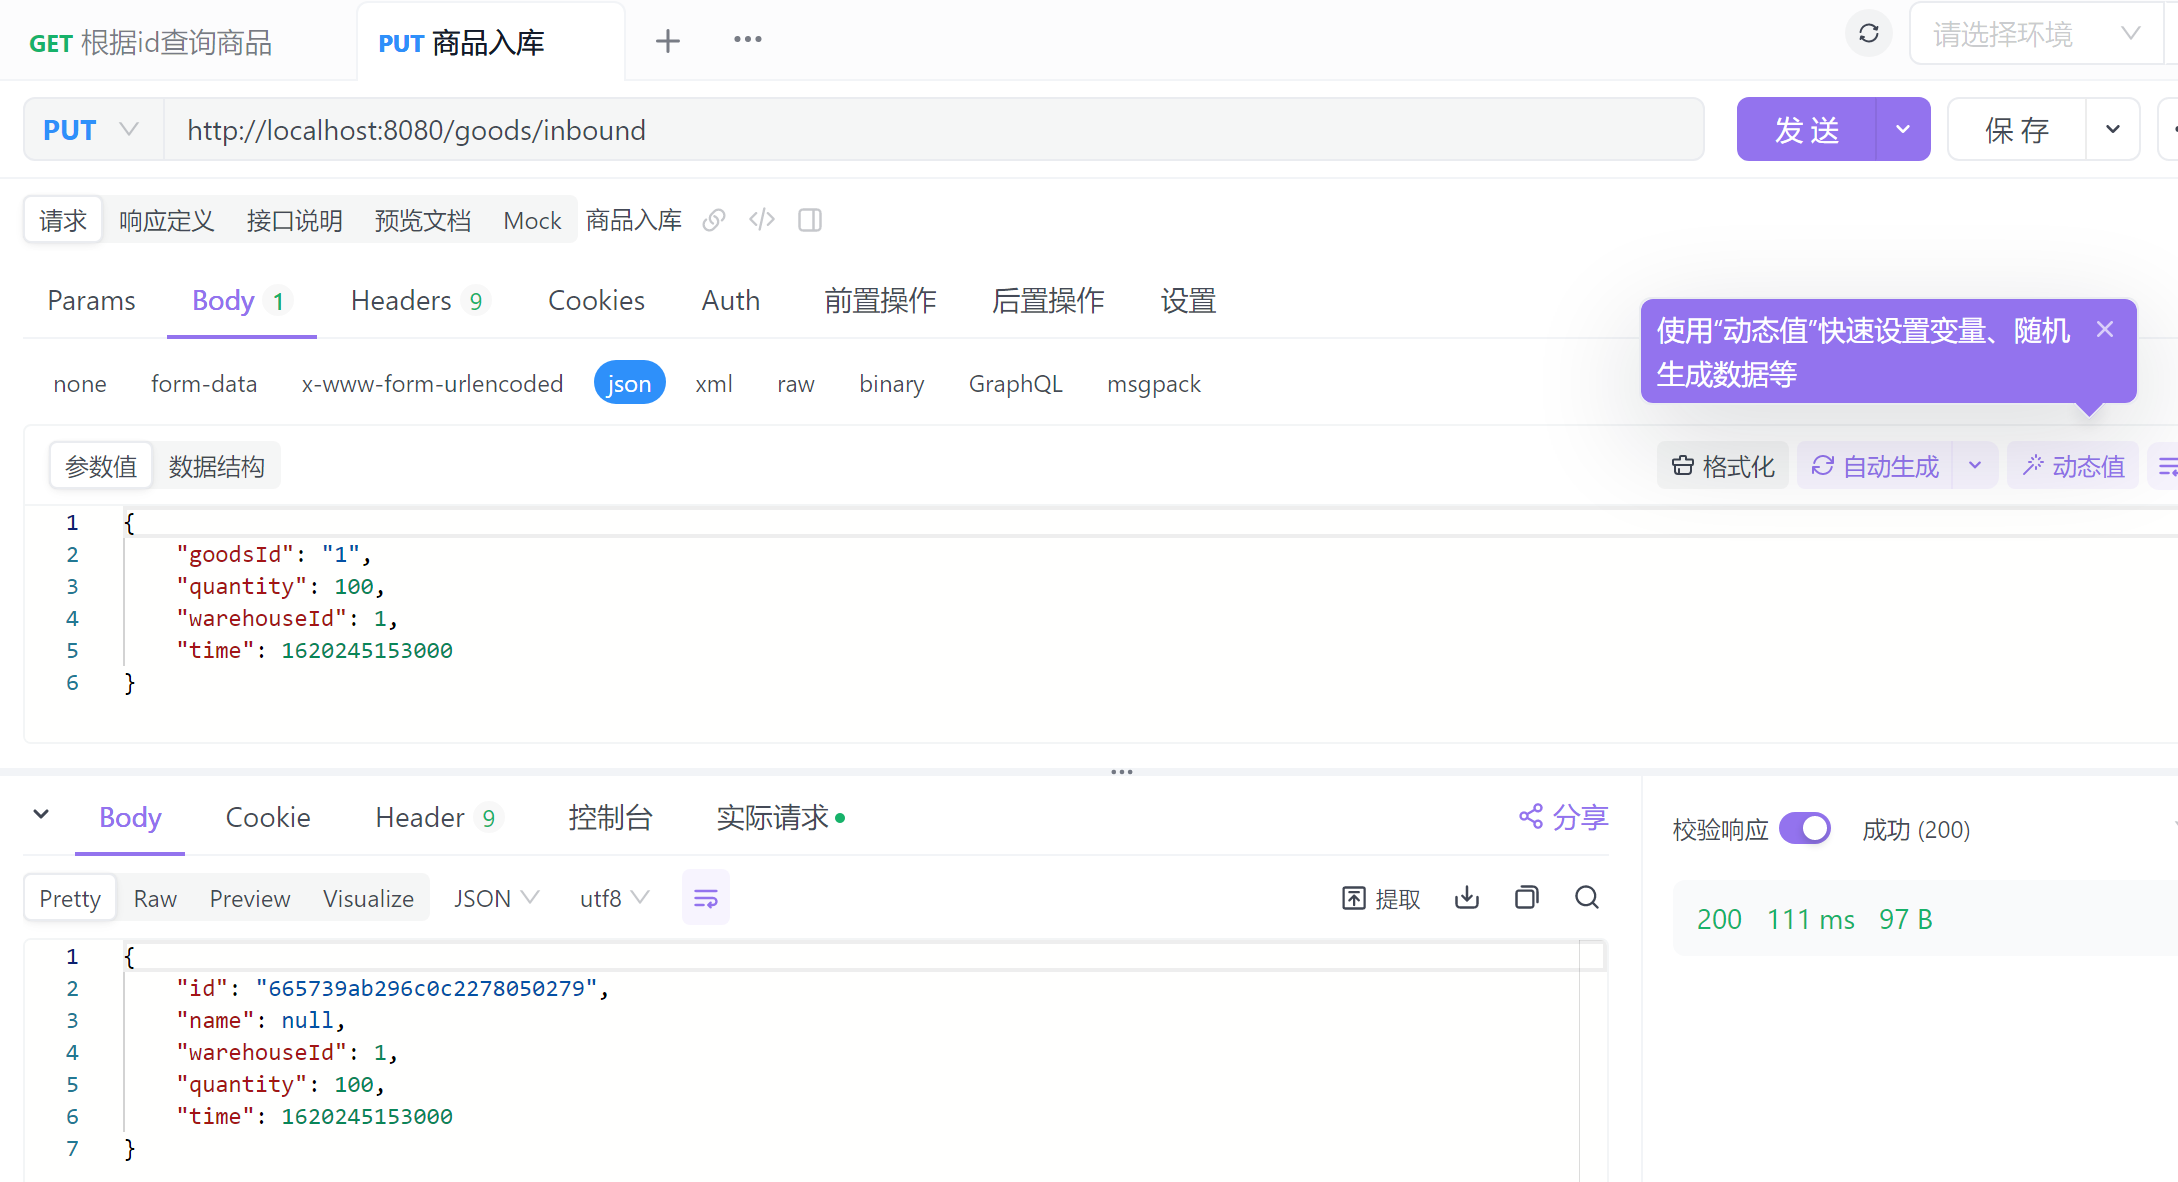 GET 根据id查询商品
PUT 商品入库
请选择环境
PUT http://localhost:8080/goods/inbound
发 送
保 存
请求 响应定义 接口说明 预览文档 Mock 商品入库
Params Body 1 Headers 9 Cookies Auth 前置操作 后置操作 设置
使用“动态值”快速设置变量、随机
生成数据等
none form-data x-www-form-urlencoded json xml raw binary GraphQL msgpack
参数值 数据结构
格式化 自动生成 动态值
1 {
2 "goodsId": "1",
3 "quantity": 100,
4 "warehouseId": 1,
5 "time": 1620245153000
6 }
Body Cookie Header 9 控制台 实际请求 分享
校验响应 成功 (200)
Pretty Raw Preview Visualize JSON utf8 提取
200 111 ms 97 B
1 {
2 "id": "665739ab296c0c2278050279",
3 "name": null,
4 "warehouseId": 1,
5 "quantity": 100,
6 "time": 1620245153000
7 }